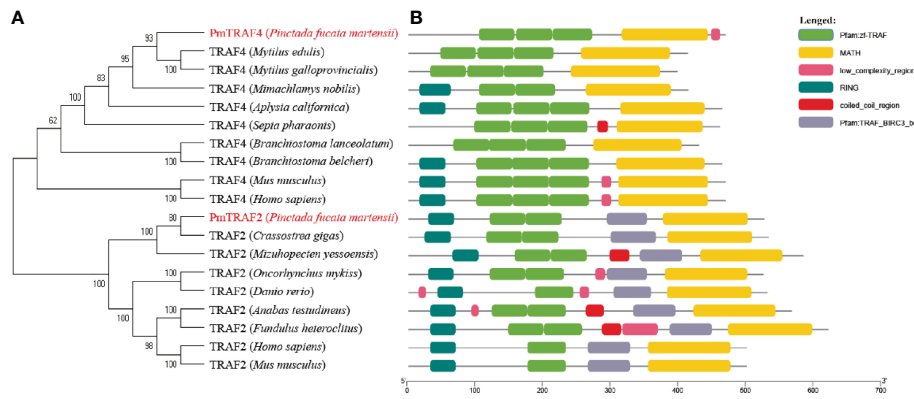 A
B
PmTRAF4 (Pinctada fucata martensii)
TRAF4 (Mytilus edulis)
TRAF4 (Mytilus galloprovincialis)
TRAF4 (Mimachlamys nobilis)
TRAF4 (Aplysia californica)
TRAF4 (Septa pharaonis)
TRAF4 (Branchiostoma lanceolatum)
TRAF4 (Branchiostoma belcheri)
TRAF4 (Mus musculus)
TRAF4 (Homo sapiens)
PmTRAF2 (Pinctada fucata martensii)
TRAF2 (Crassostrea gigas)
TRAF2 (Mizuhopecten yessoensis)
TRAF2 (Oncorhynchus mykiss)
TRAF2 (Danio rerio)
TRAF2 (Anabas testudineus)
TRAF2 (Fundulus heteroclitus)
TRAF2 (Homo sapiens)
TRAF2 (Mus musculus)
93
95
100
83
100
62
100
100
80
100
100
100
100
100
98
100
Lenged:
Pfam:zf-TRAF
MATH
low_complexity_region
RING
coiled_coil_region
Pfam:TRAF_BIRC3_b
5'
0 100 200 300 400 500 600 700
3'